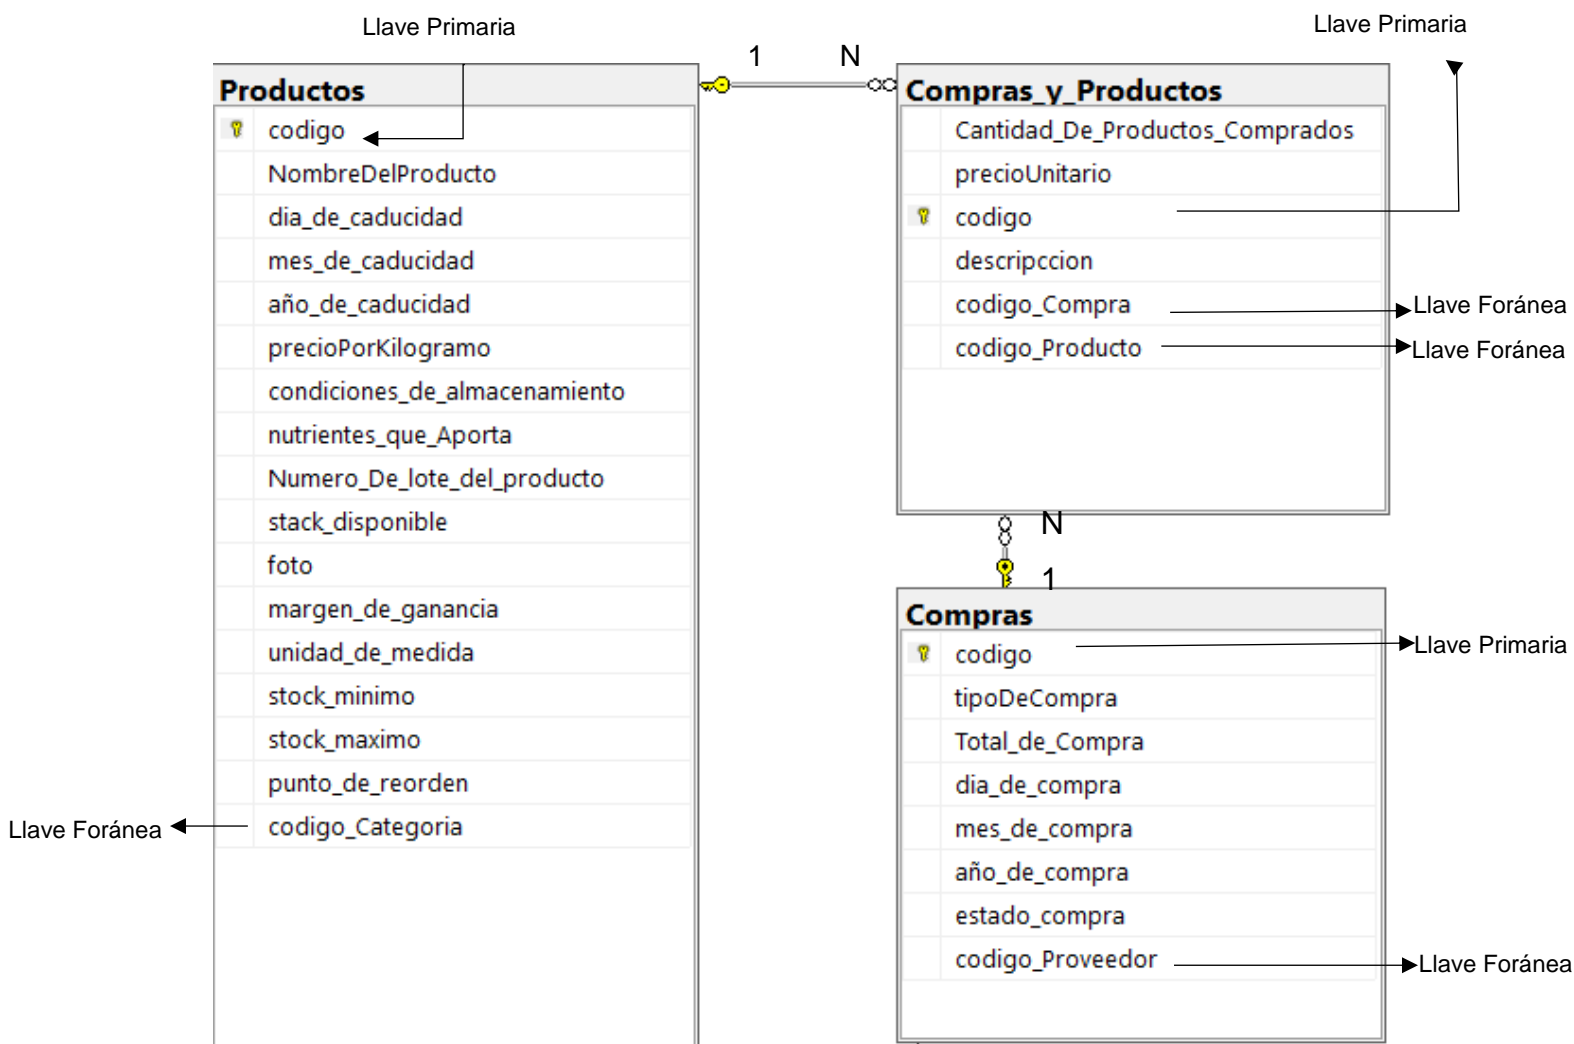 Llave Primaria
Llave Primaria
1 N
Productos
codigo
NombreDelProducto
dia_de_caducidad
mes_de_caducidad
año_de_caducidad
precioPorKilogramo
condiciones_de_almacenamiento
nutrientes_que_Aporta
Numero_De_lote_del_producto
stack_disponible
foto
margen_de_ganancia
unidad_de_medida
stock_minimo
stock_maximo
punto_de_reorden
codigo_Categoria
Llave Foránea
Compras_y_Productos
Cantidad_De_Productos_Comprados
precioUnitario
codigo
descripccion
codigo_Compra
Llave Foránea
codigo_Producto
Llave Foránea
N
1
Compras
codigo
Llave Primaria
tipoDeCompra
Total_de_Compra
dia_de_compra
mes_de_compra
año_de_compra
estado_compra
codigo_Proveedor
Llave Foránea